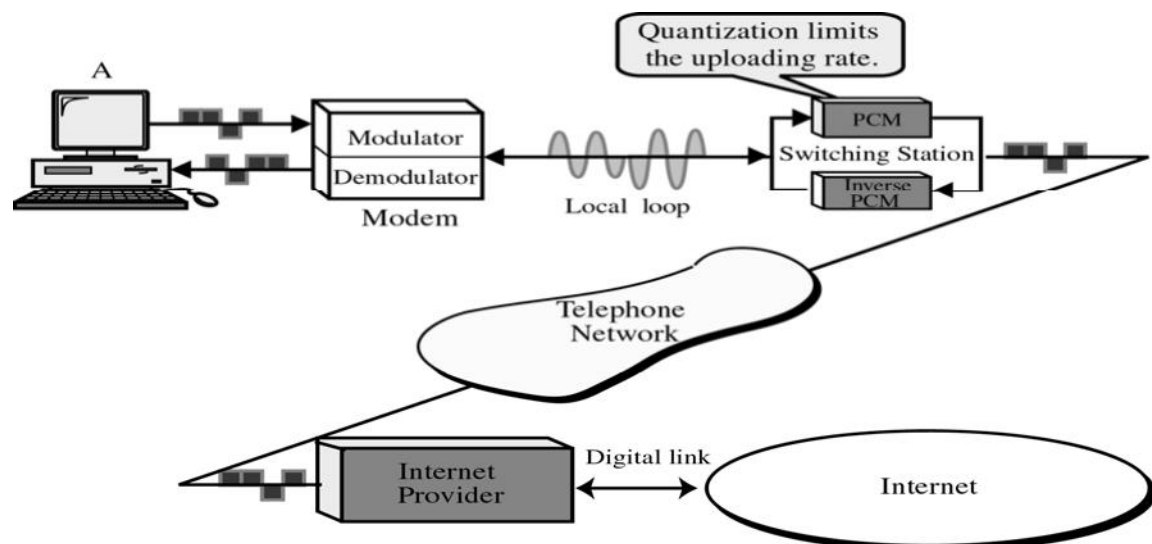 Quantization limits
the uploading rate.
A
Modulator
Demodulator
Modem
Local loop
PCM
Switching Station
Inverse
PCM
Telephone
Network
Internet
Provider
Digital link
Internet